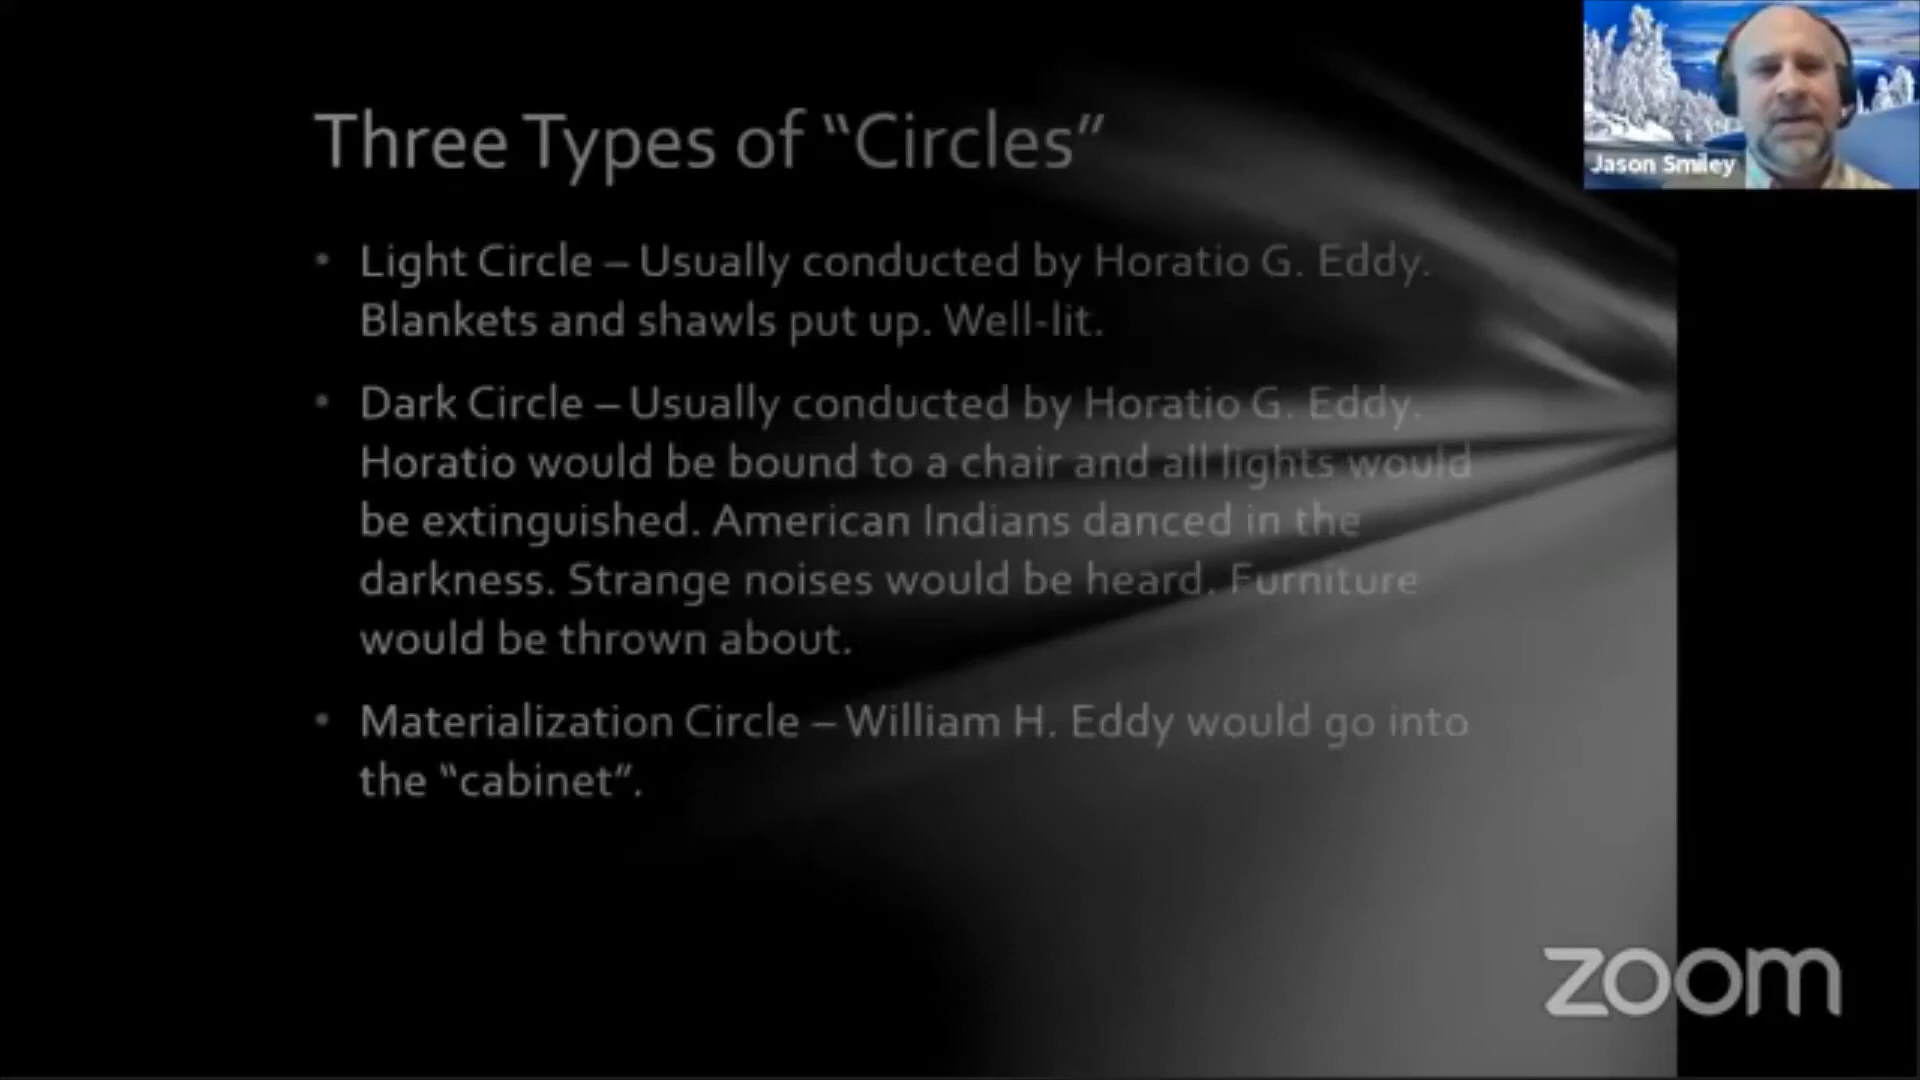 Three Types of “Circles”
• Light Circle – Usually conducted by Horatio G. Eddy.
Blankets and shawls put up. Well-lit.
• Dark Circle – Usually conducted by Horatio G. Eddy.
Horatio would be bound to a chair and all lights would
be extinguished. American Indians danced in the
darkness. Strange noises would be heard. Furniture
would be thrown about.
• Materialization Circle – William H. Eddy would go into
the “cabinet”.
Jason Smiley
zoom